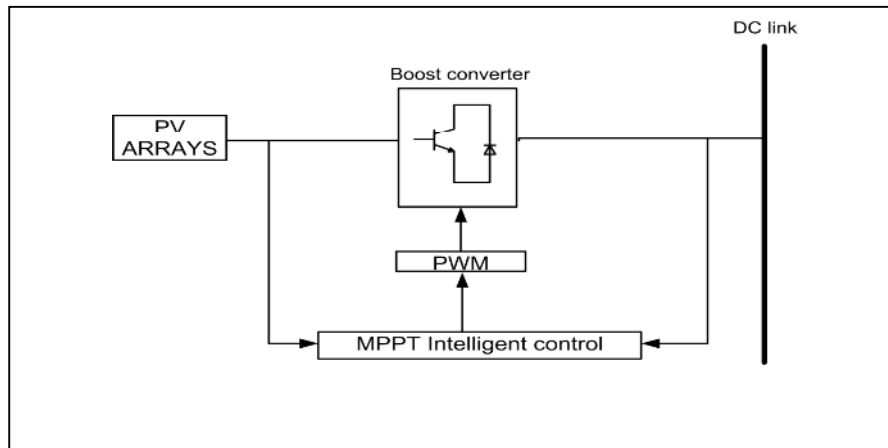 DC link
Boost converter
PV
ARRAYS
PWM
MPPT Intelligent control